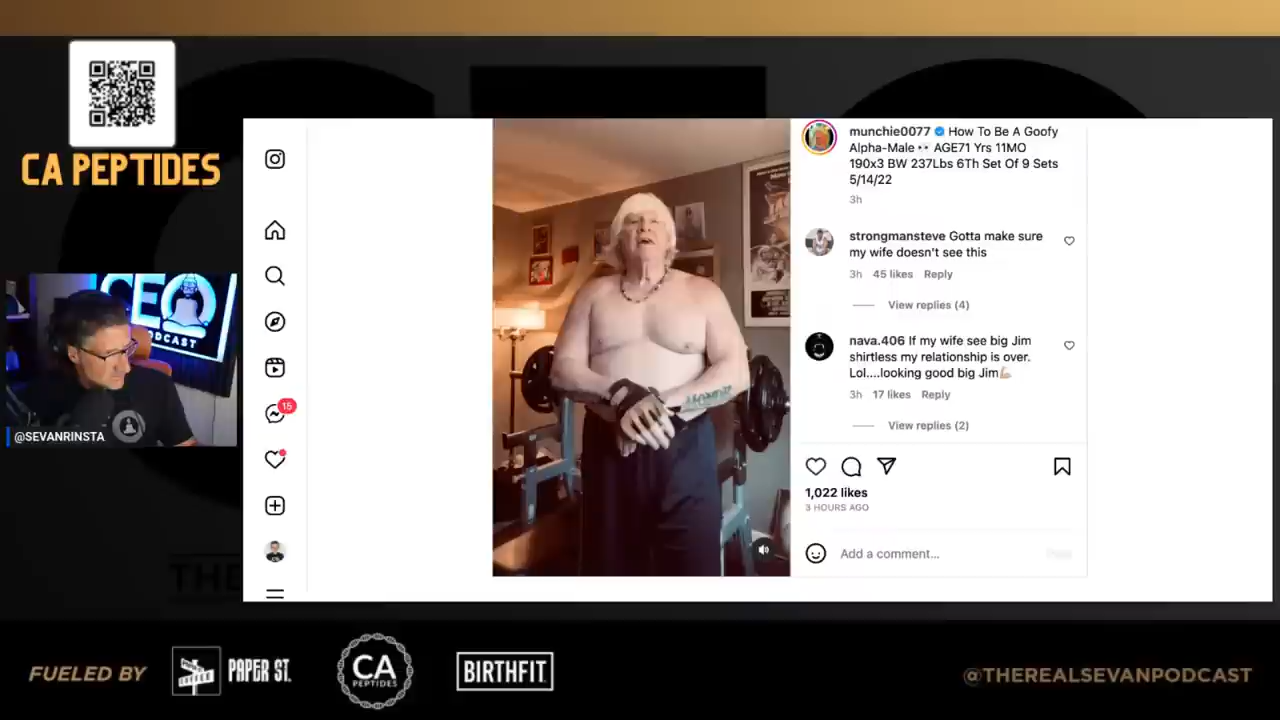 CA PEPTIDES
CEO
PODCAST
@SEVANRINSTA
15
munchie0077 How To Be A Goofy
Alpha-Male 👀 AGE71 Yrs 11MO
190x3 BW 237Lbs 6Th Set Of 9 Sets
5/14/22
3h
strongmansteve Gotta make sure
my wife doesn't see this
3h 45 likes Reply
View replies (4)
nava.406 If my wife see big Jim
shirtless my relationship is over.
Lol....looking good big Jim💪🏼
3h 17 likes Reply
View replies (2)
1,022 likes
3 HOURS AGO
Add a comment...
Post
THE
FUELED BY
PAPER ST.
CA
PEPTIDES
BIRTHFIT
@THEREALSEVANPODCAST